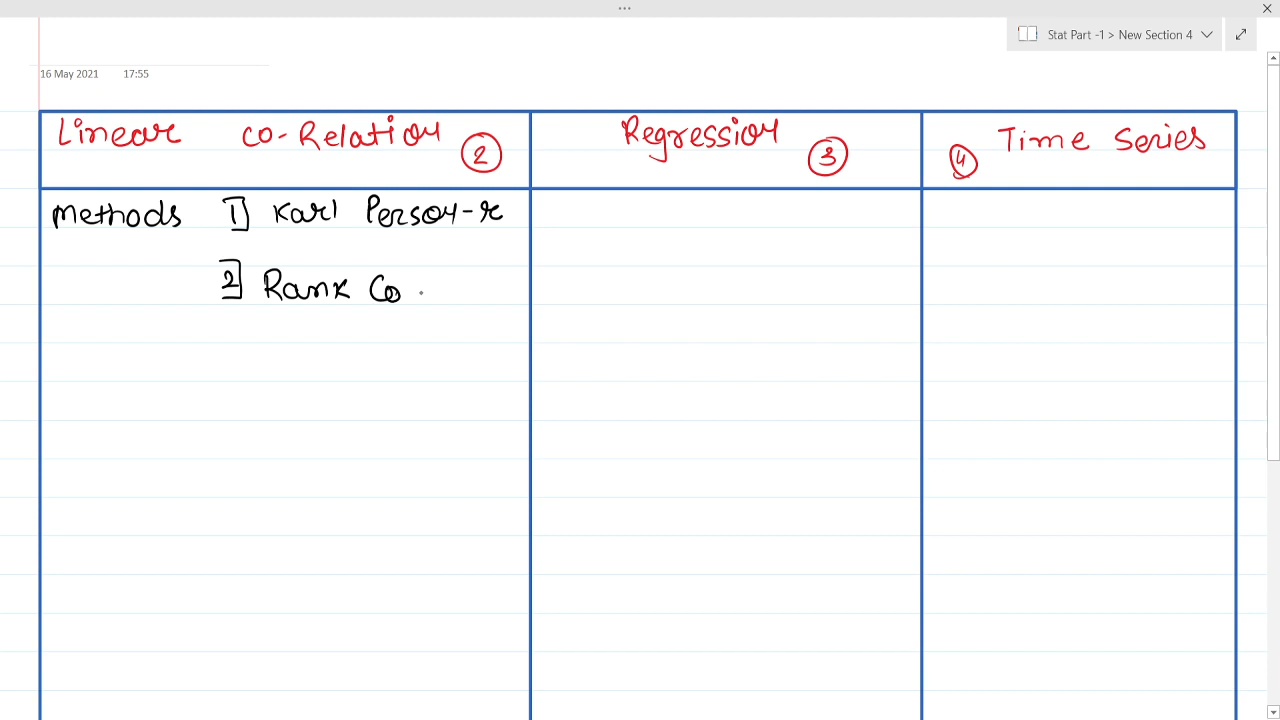 Stat Part -1 > New Section 4
16 May 2021 17:55
Linear Co-Relation 2
Regression 3
4 Time Series
Methods 1] Karl Person-r
2] Rank Co